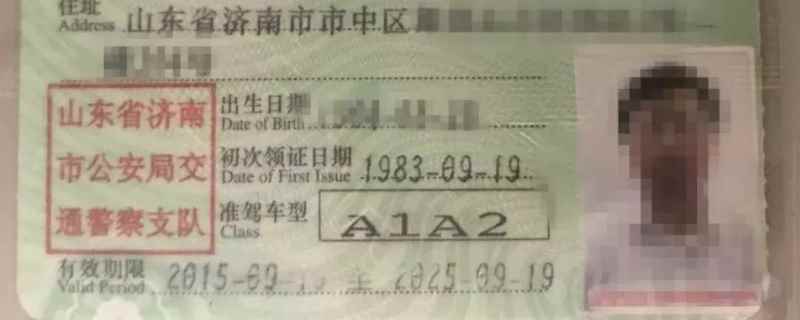 住址
Address 山东省济南市市中区
山东省济南
市公安局交
通警察支队
出生日期
Date of Birth
初次领证日期 1983-09-19
Date of First Issue
准驾车型 A1A2
Class
有效期限 2015-09-19 至 2025-09-19
Valid Period